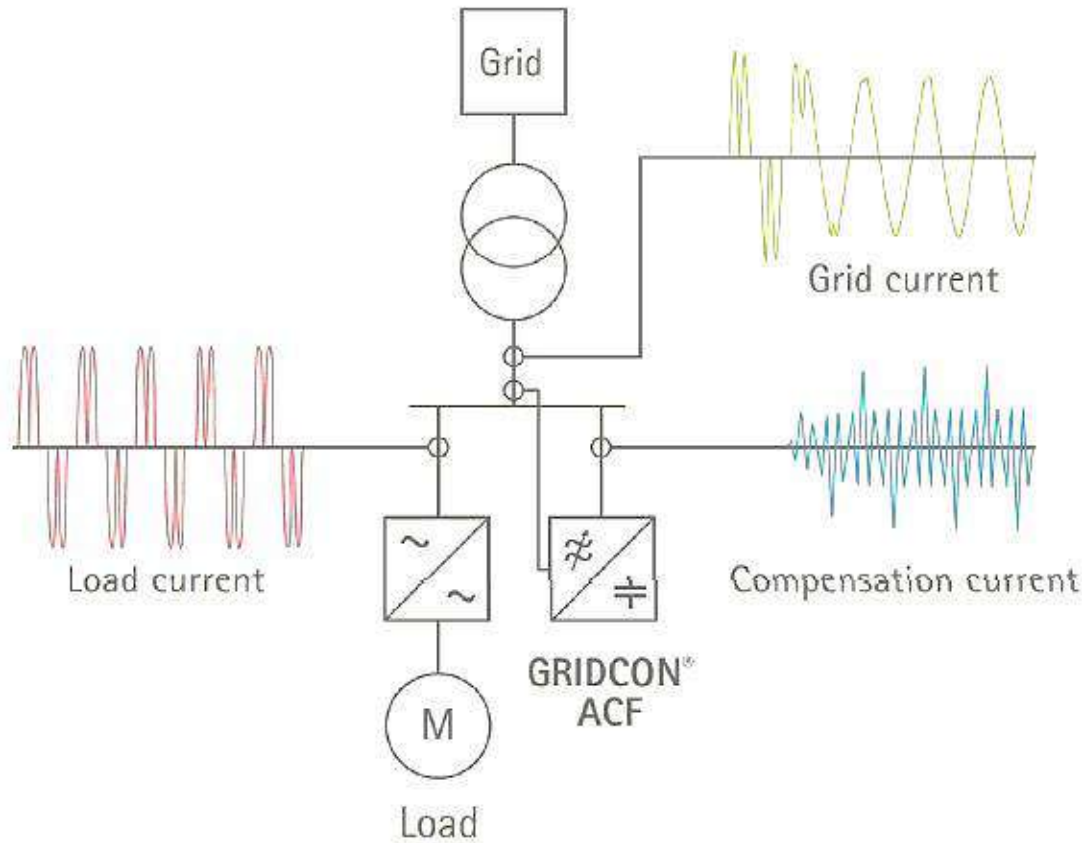 Grid
Grid current
Load current
Compensation current
GRIDCON®
ACF
M
Load